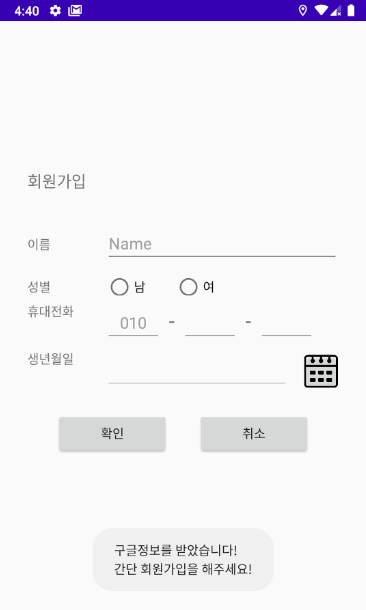 4:40
회원가입
이름 Name
성별 남 여
휴대전화 010 - -
생년월일
확인 취소
구글정보를 받았습니다!
간단 회원가입을 해주세요!